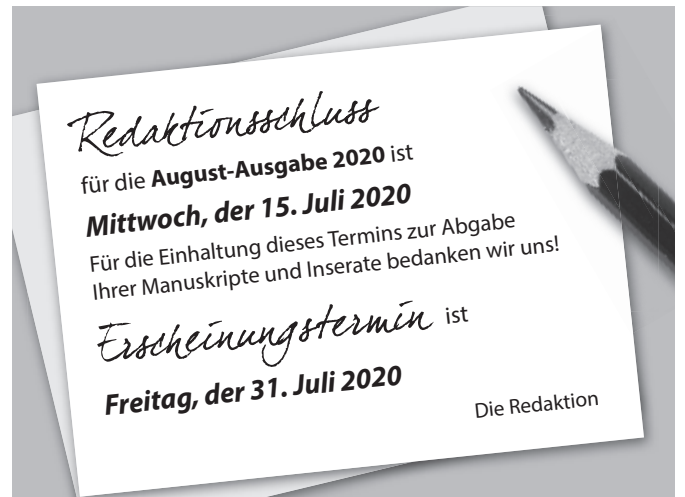 Redaktionsschluss
für die August-Ausgabe 2020 ist
Mittwoch, der 15. Juli 2020
Für die Einhaltung dieses Termins zur Abgabe
Ihrer Manuskripte und Inserate bedanken wir uns!
Erscheinungstermin ist
Freitag, der 31. Juli 2020
Die Redaktion